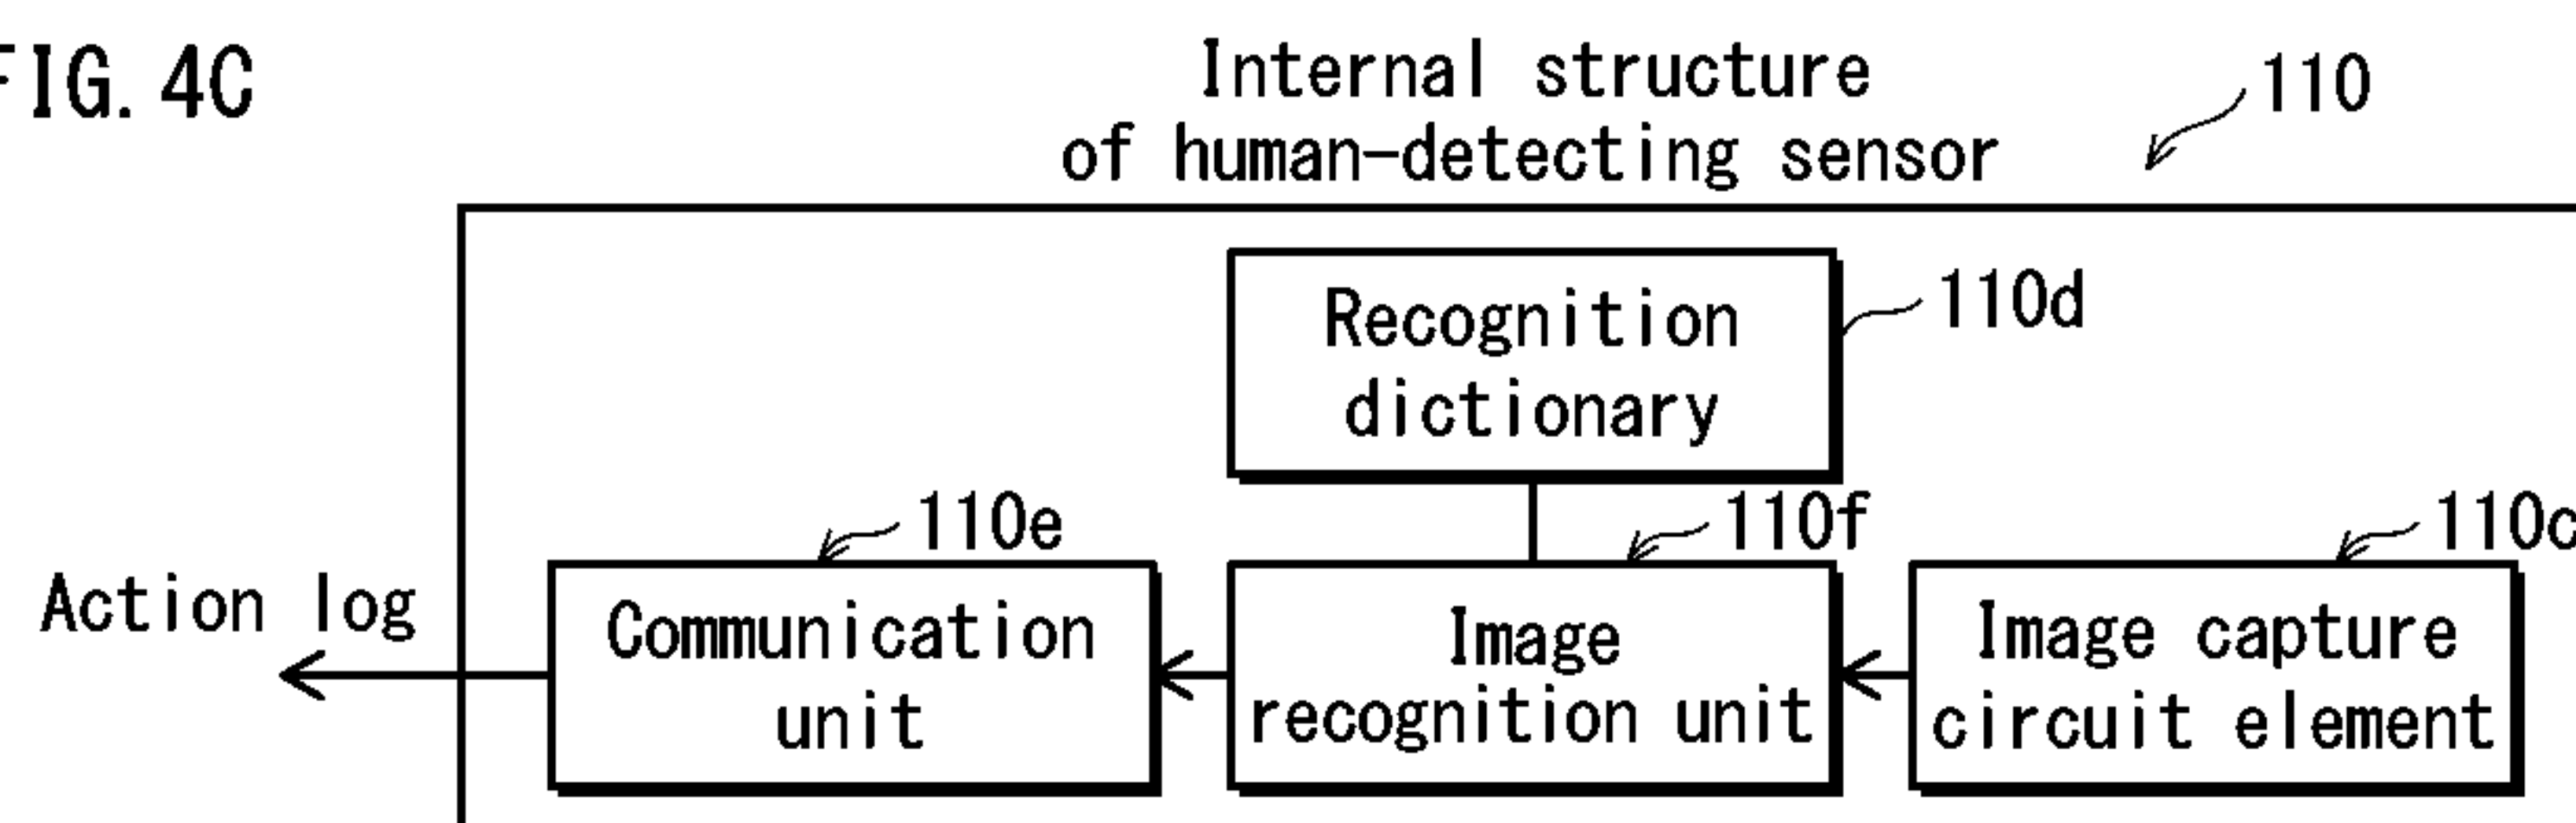 FIG. 4C
Internal structure
of human-detecting sensor
110
Recognition
dictionary
110d
110e
110f
110c
Action log
Communication
unit
Image
recognition unit
Image capture
circuit element